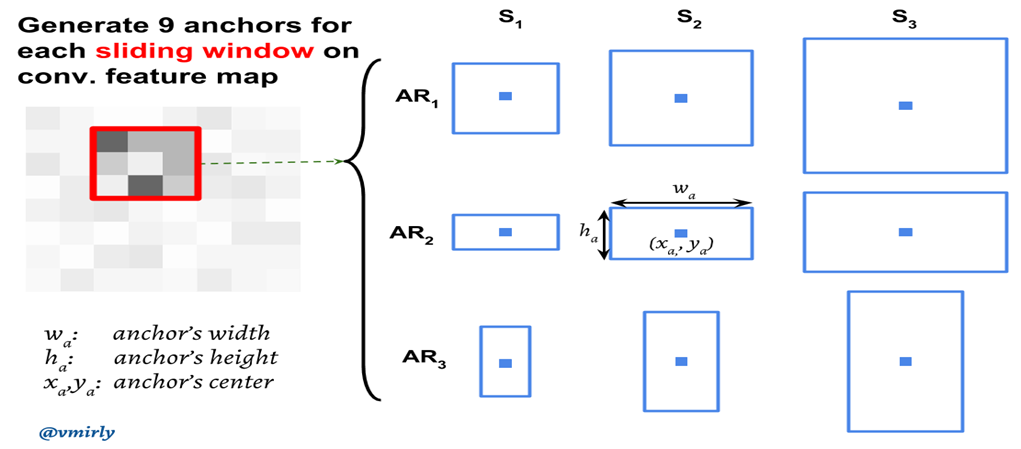 Generate 9 anchors for
each sliding window on
conv. feature map
S1 S2 S3
AR1
AR2
AR3
wa
ha
(xa, ya)
wa: anchor's width
ha: anchor's height
xa,ya: anchor's center
@vmirly